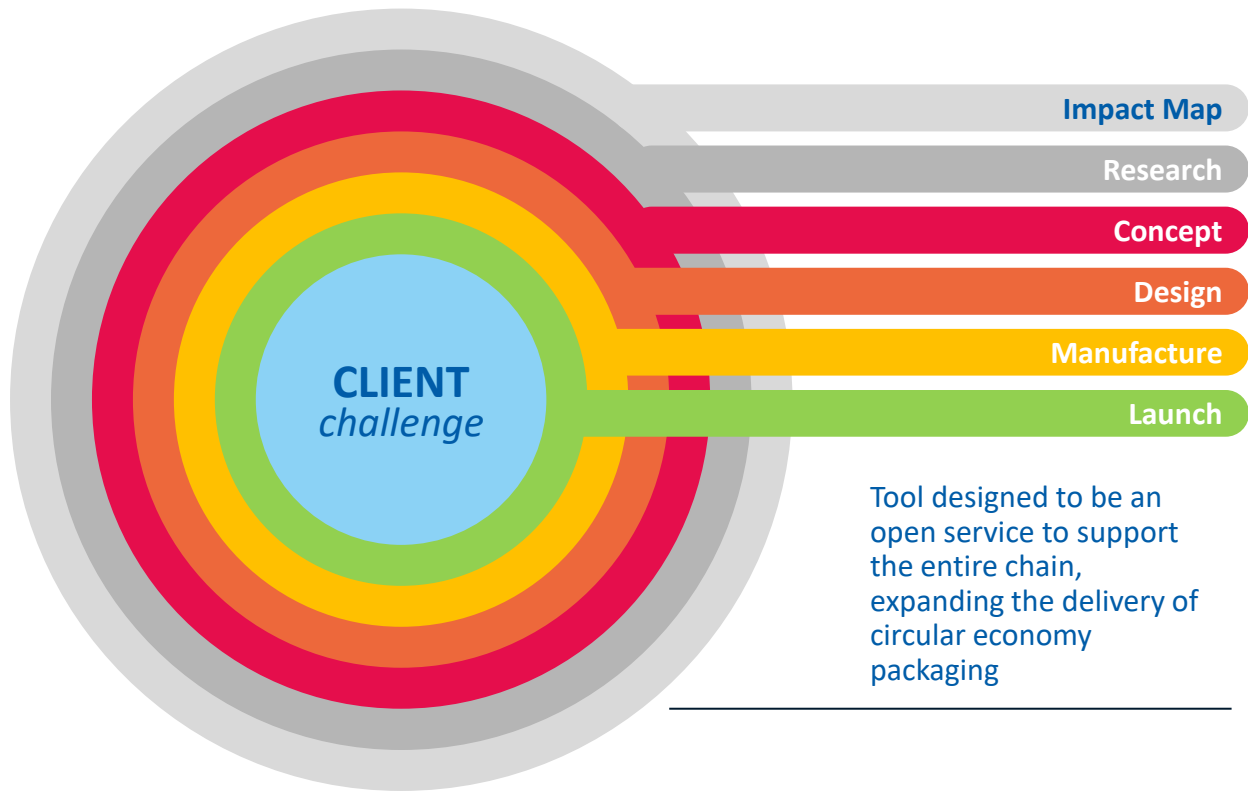 Impact Map
Research
Concept
Design
Manufacture
Launch
CLIENT
challenge
Tool designed to be an
open service to support
the entire chain,
expanding the delivery of
circular economy
packaging